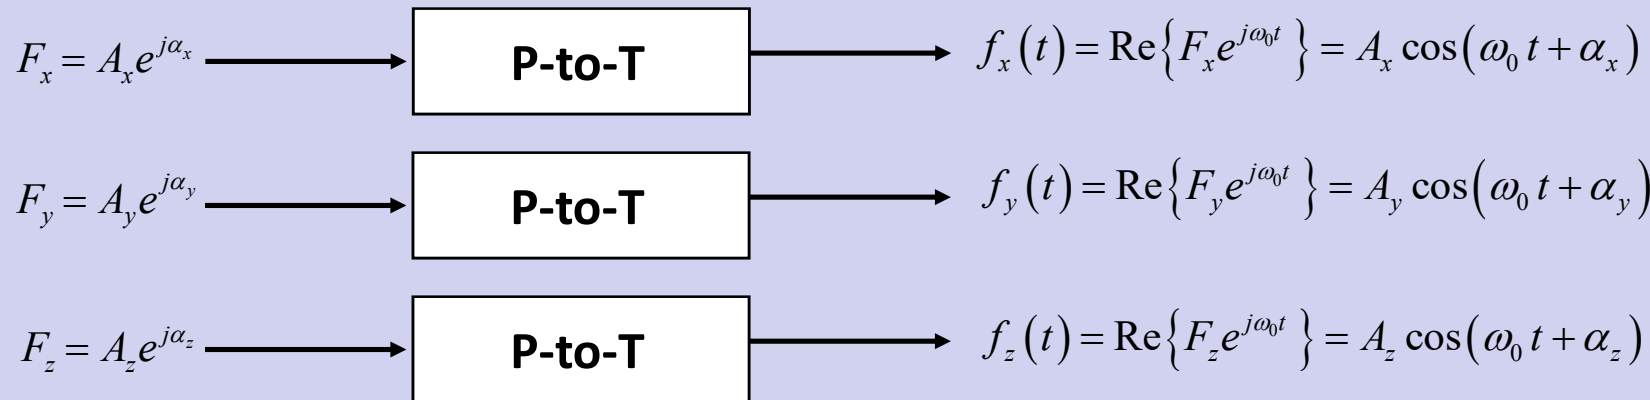 F_x = A_x e^{jα_x} P-to-T f_x(t) = Re{F_x e^{jω_0 t}} = A_x cos(ω_0 t + α_x)
F_y = A_y e^{jα_y} P-to-T f_y(t) = Re{F_y e^{jω_0 t}} = A_y cos(ω_0 t + α_y)
F_z = A_z e^{jα_z} P-to-T f_z(t) = Re{F_z e^{jω_0 t}} = A_z cos(ω_0 t + α_z)